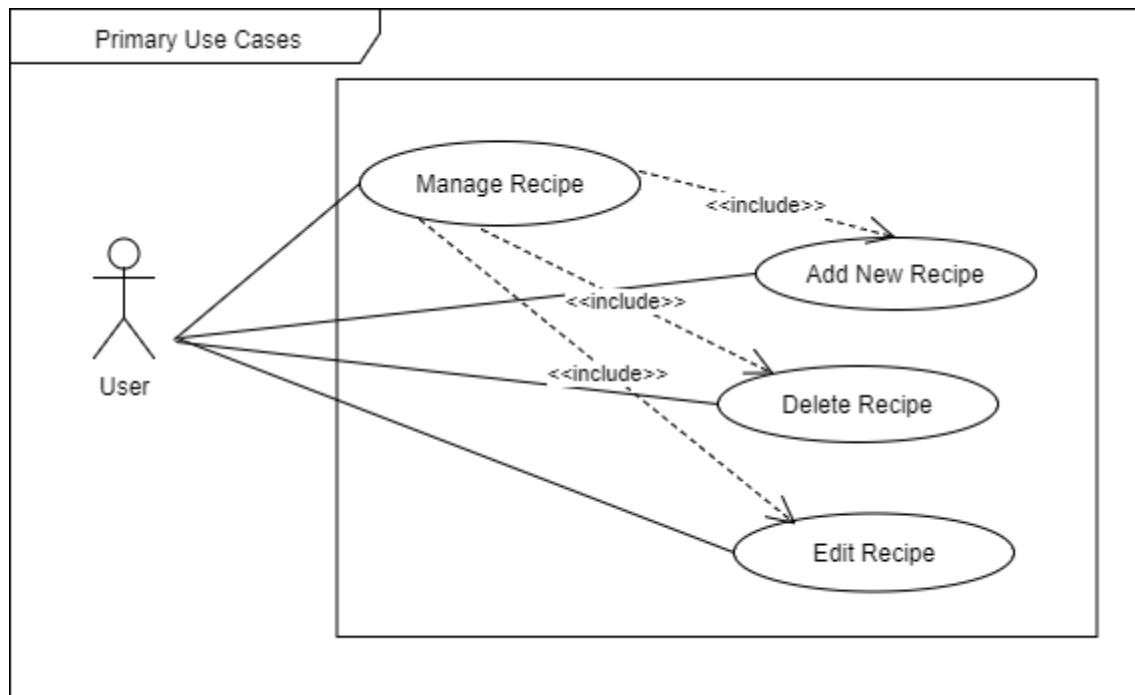 Primary Use Cases
Manage Recipe
<<include>>
Add New Recipe
<<include>>
<<include>>
User
Delete Recipe
Edit Recipe